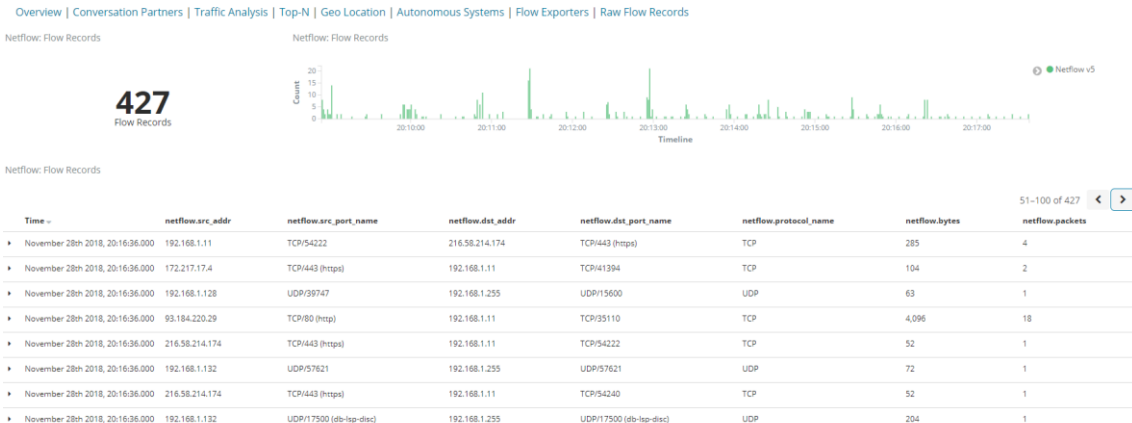 Overview | Conversation Partners | Traffic Analysis | Top-N | Geo Location | Autonomous Systems | Flow Exporters | Raw Flow Records
Netflow: Flow Records
427
Flow Records
Netflow: Flow Records
Count
20
15
10
5
0
20:10:00 20:11:00 20:12:00 20:13:00 20:14:00 20:15:00 20:16:00 20:17:00
Timeline
Netflow v5
Netflow: Flow Records
51–100 of 427
Time netflow.src_addr netflow.src_port_name netflow.dst_addr netflow.dst_port_name netflow.protocol_name netflow.bytes netflow.packets
November 28th 2018, 20:16:36.000 192.168.1.11 TCP/54222 216.58.214.174 TCP/443 (https) TCP 285 4
November 28th 2018, 20:16:36.000 172.217.17.4 TCP/443 (https) 192.168.1.11 TCP/41394 TCP 104 2
November 28th 2018, 20:16:36.000 192.168.1.128 UDP/39747 192.168.1.255 UDP/15600 UDP 63 1
November 28th 2018, 20:16:36.000 93.184.220.29 TCP/80 (http) 192.168.1.11 TCP/35110 TCP 4,096 18
November 28th 2018, 20:16:36.000 216.58.214.174 TCP/443 (https) 192.168.1.11 TCP/54222 TCP 52 1
November 28th 2018, 20:16:36.000 192.168.1.132 UDP/57621 192.168.1.255 UDP/57621 UDP 72 1
November 28th 2018, 20:16:36.000 216.58.214.174 TCP/443 (https) 192.168.1.11 TCP/54240 TCP 52 1
November 28th 2018, 20:16:36.000 192.168.1.132 UDP/17500 (db-lsp-disc) 192.168.1.255 UDP/17500 (db-lsp-disc) UDP 204 1